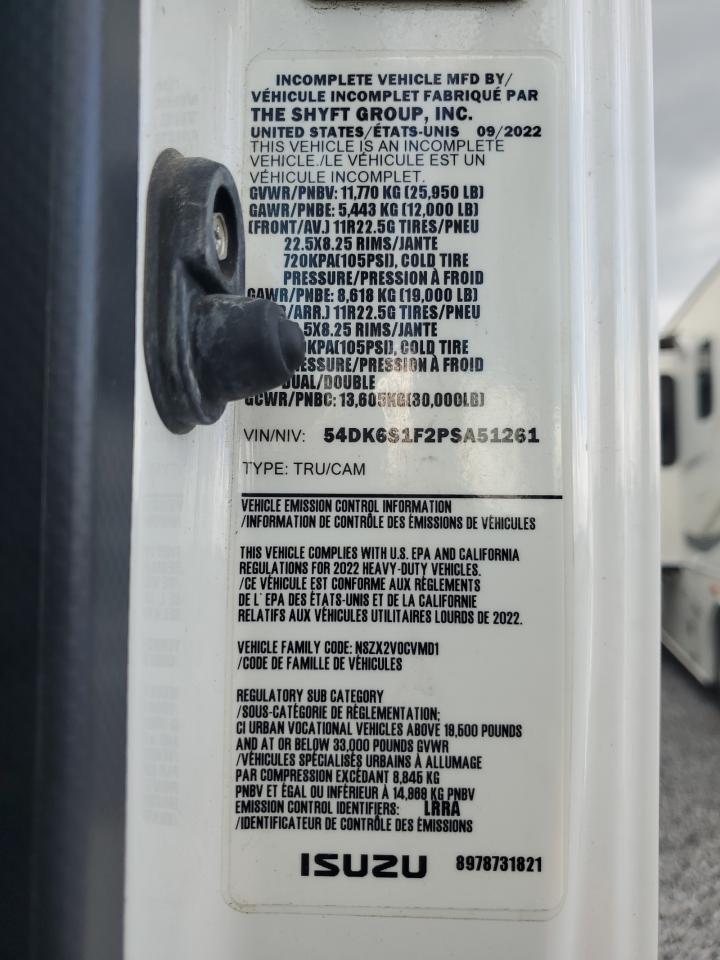 INCOMPLETE VEHICLE MFD BY/
VÉHICULE INCOMPLET FABRIQUÉ PAR
THE SHYFT GROUP, INC.
UNITED STATES/ÉTATS-UNIS 09/2022
THIS VEHICLE IS AN INCOMPLETE
VEHICLE./LE VÉHICULE EST UN
VÉHICULE INCOMPLET.
GVWR/PNBV: 11,770 KG (25,950 LB)
GAWR/PNBE: 5,443 KG (12,000 LB)
(FRONT/AV.) 11R22.5G TIRES/PNEU
22.5X8.25 RIMS/JANTE
720KPA(105PSI), COLD TIRE
PRESSURE/PRESSION À FROID
GAWR/PNBE: 8,618 KG (19,000 LB)
/ARR.) 11R22.5G TIRES/PNEU
5X8.25 RIMS/JANTE
KPA(105PSI), COLD TIRE
ESSURE/PRESSION À FROID
DUAL/DOUBLE
GCWR/PNBC: 13,605KG(30,000LB)
VIN/NIV: 54DK6S1F2PSA51261
TYPE: TRU/CAM
VEHICLE EMISSION CONTROL INFORMATION
/INFORMATION DE CONTRÔLE DES ÉMISSIONS DE VÉHICULES
THIS VEHICLE COMPLIES WITH U.S. EPA AND CALIFORNIA
REGULATIONS FOR 2022 HEAVY-DUTY VEHICLES.
/CE VÉHICULE EST CONFORME AUX RÈGLEMENTS
DE L' EPA DES ÉTATS-UNIS ET DE LA CALIFORNIE
RELATIFS AUX VÉHICULES UTILITAIRES LOURDS DE 2022.
VEHICLE FAMILY CODE: NSZX2VOCVMD1
/CODE DE FAMILLE DE VÉHICULES
REGULATORY SUB CATEGORY
/SOUS-CATÉGORIE DE RÉGLEMENTATION;
CI URBAN VOCATIONAL VEHICLES ABOVE 19,500 POUNDS
AND AT OR BELOW 33,000 POUNDS GVWR
/VÉHICULES SPÉCIALISÉS URBAINS À ALLUMAGE
PAR COMPRESSION EXCÉDANT 8,845 KG
PNBV ET ÉGAL OU INFÉRIEUR À 14,968 KG PNBV
EMISSION CONTROL IDENTIFIERS: LRRA
/IDENTIFICATEUR DE CONTRÔLE DES ÉMISSIONS
ISUZU 8978731821